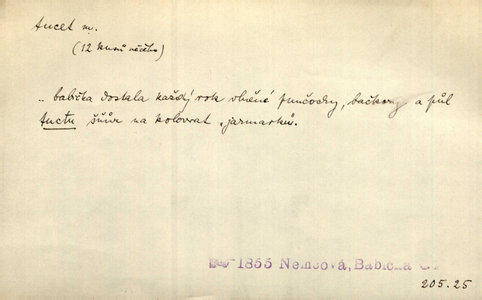 tucet m.
(12 kusů něčeho)
.. babička dostala každý rok vlněné punčochy, bačkory a půl
tuctu šňůr na kolovrat „jarmarků.
1855 Němcová, Babička
205.25